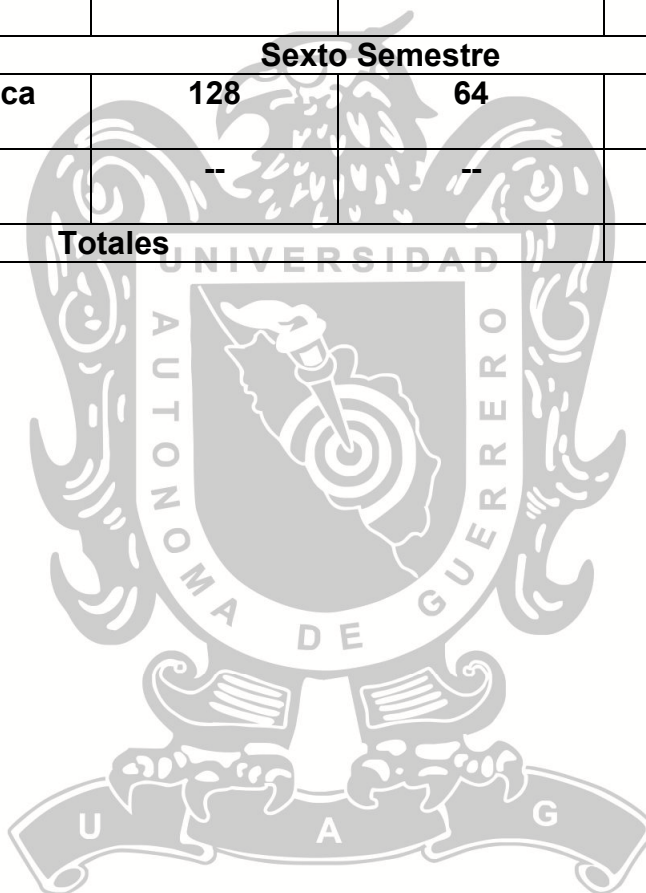 Sexto Semestre
ca 128 64
-- --
Totales
UNIVERSIDAD
AUTONOMA DE GUERRERO
U A G